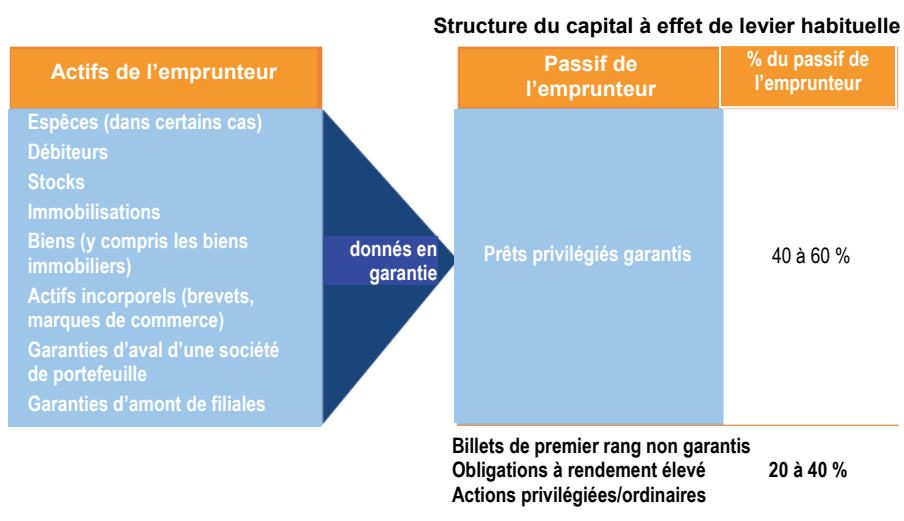 Structure du capital à effet de levier habituelle
Actifs de l’emprunteur
Espêces (dans certains cas)
Débiteurs
Stocks
Immobilisations
Biens (y compris les biens
immobiliers)
Actifs incorporels (brevets,
marques de commerce)
Garanties d’aval d’une société
de portefeuille
Garanties d’amont de filiales
donnés en
garantie
Passif de
l’emprunteur
% du passif de
l’emprunteur
Prêts privilégiés garantis
40 à 60 %
Billets de premier rang non garantis
Obligations à rendement élevé
Actions privilégiées/ordinaires
20 à 40 %